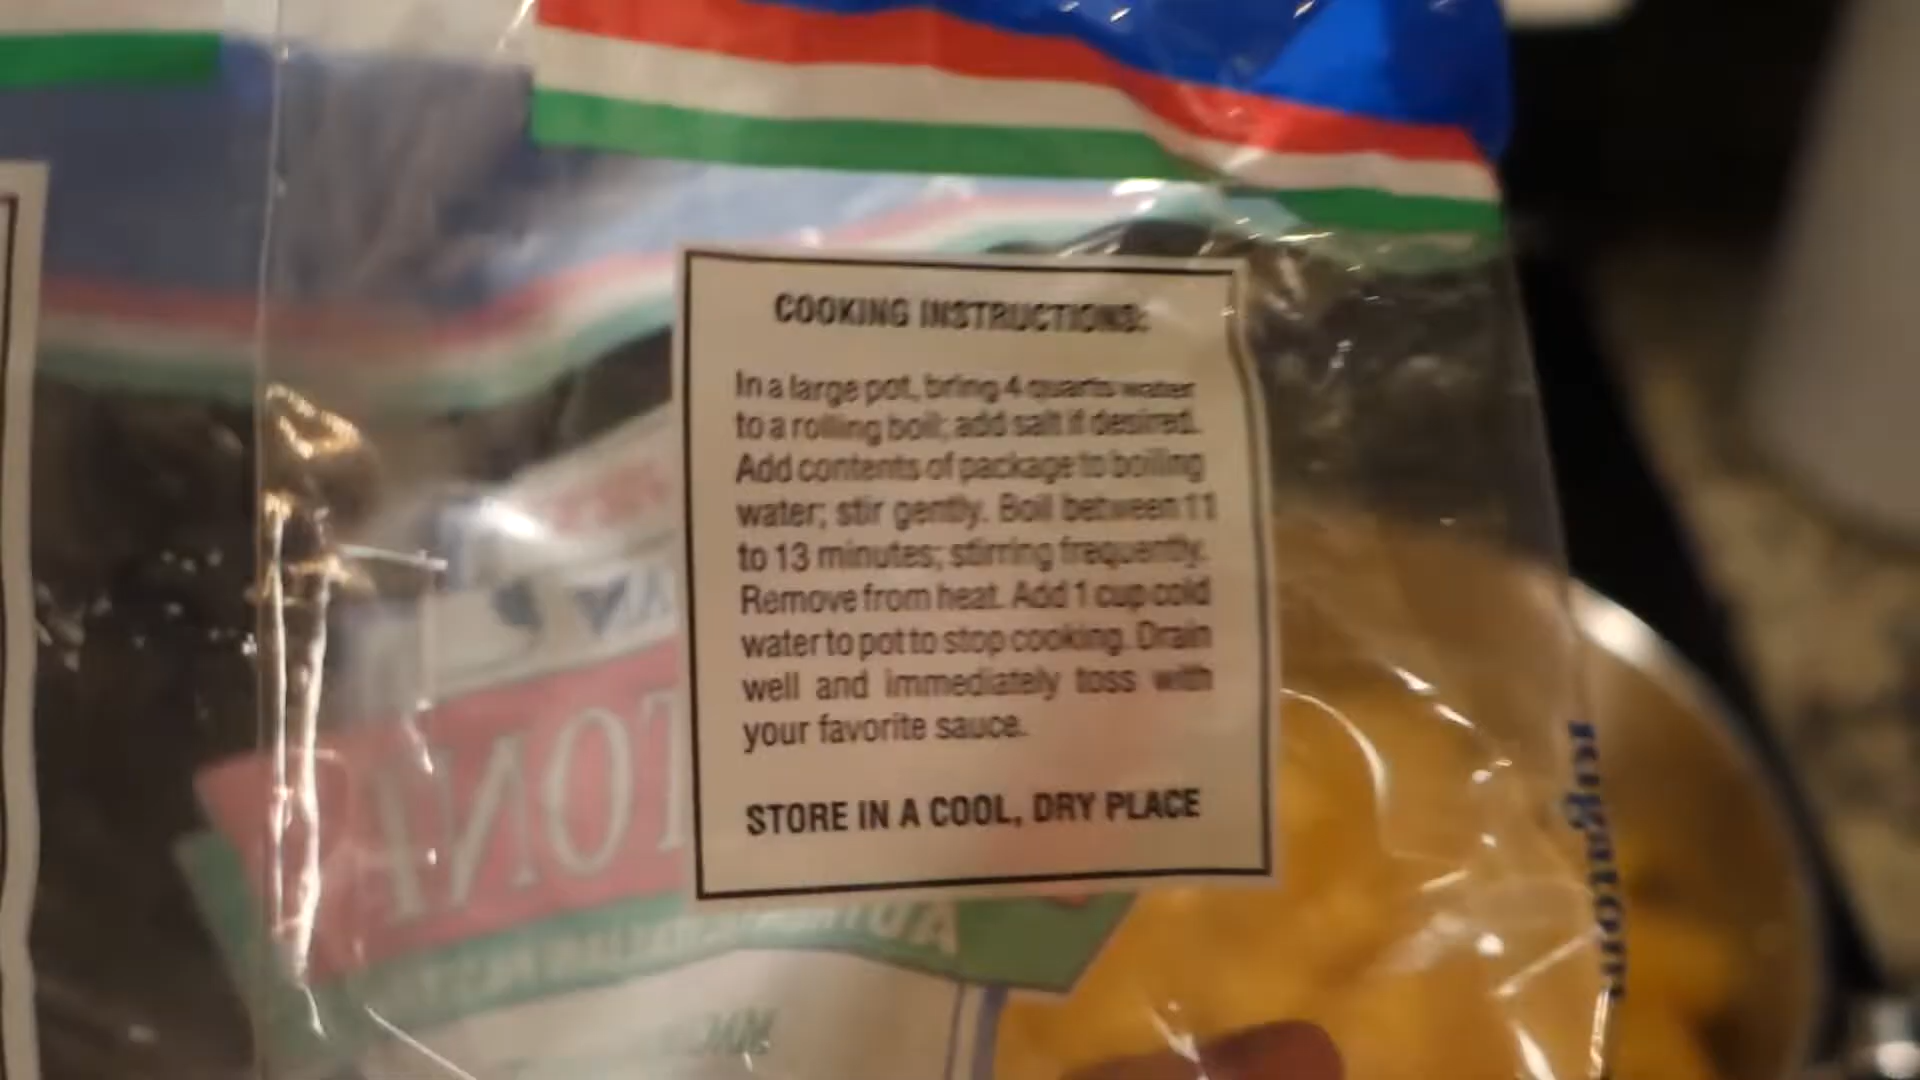 COOKING INSTRUCTIONS:
In a large pot, bring 4 quarts water
to a rolling boil; add salt if desired.
Add contents of package to boiling
water; stir gently. Boil between 11
to 13 minutes; stirring frequently.
Remove from heat. Add 1 cup cold
water to pot to stop cooking. Drain
well and immediately toss with
your favorite sauce.
STORE IN A COOL, DRY PLACE
Rigatoni